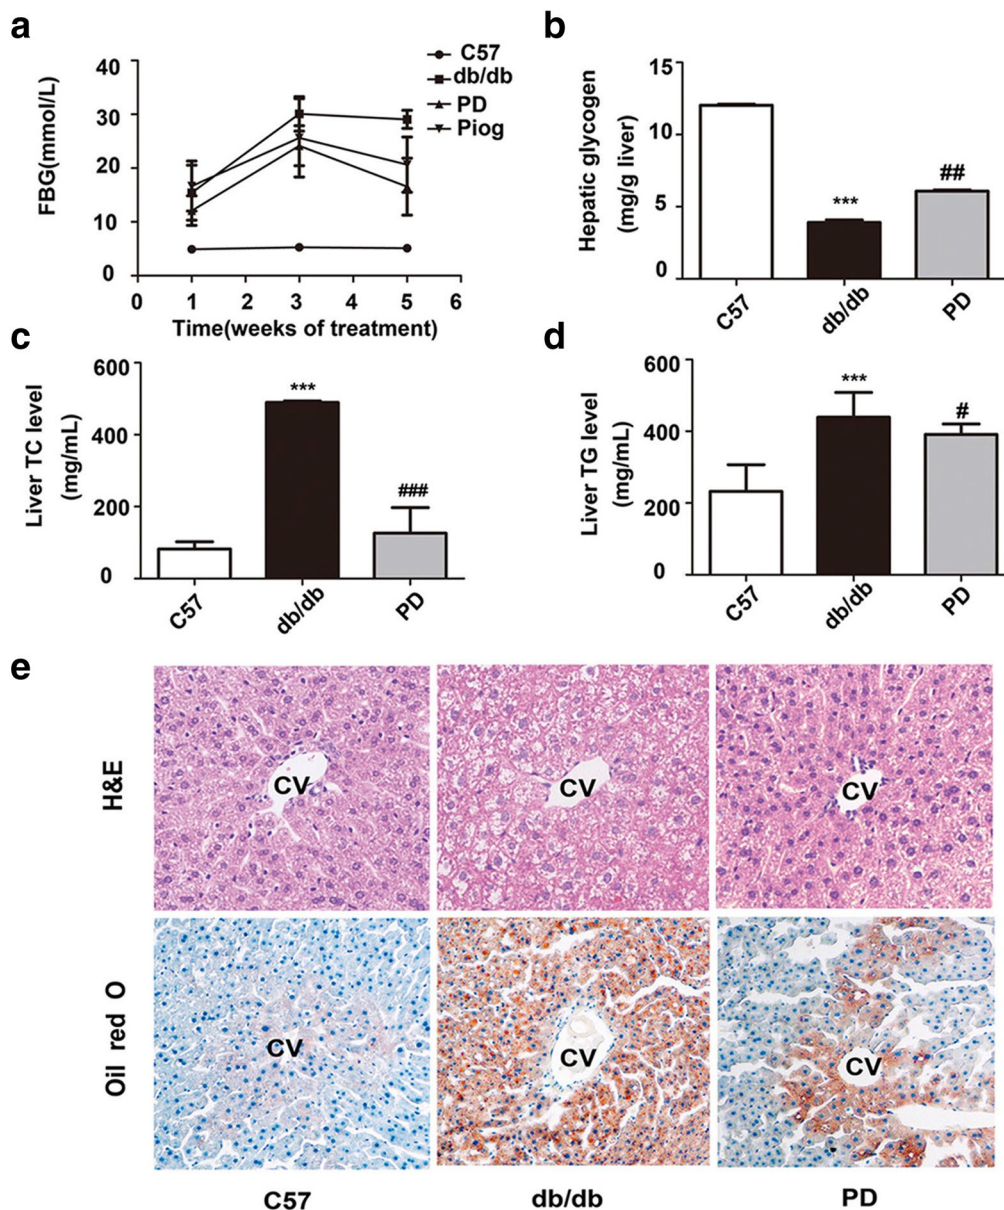 a
C57
db/db
PD
Piog
FBG(mmol/L)
40
30
20
10
0
0 1 2 3 4 5 6
Time(weeks of treatment)
b
Hepatic glycogen
(mg/g liver)
15
10
5
0
***
##
C57
db/db
PD
c
Liver TC level
(mg/mL)
600
400
200
0
***
###
C57
db/db
PD
d
Liver TG level
(mg/mL)
600
400
200
0
***
#
C57
db/db
PD
e
H&E
CV
CV
CV
Oil red O
CV
CV
CV
C57
db/db
PD